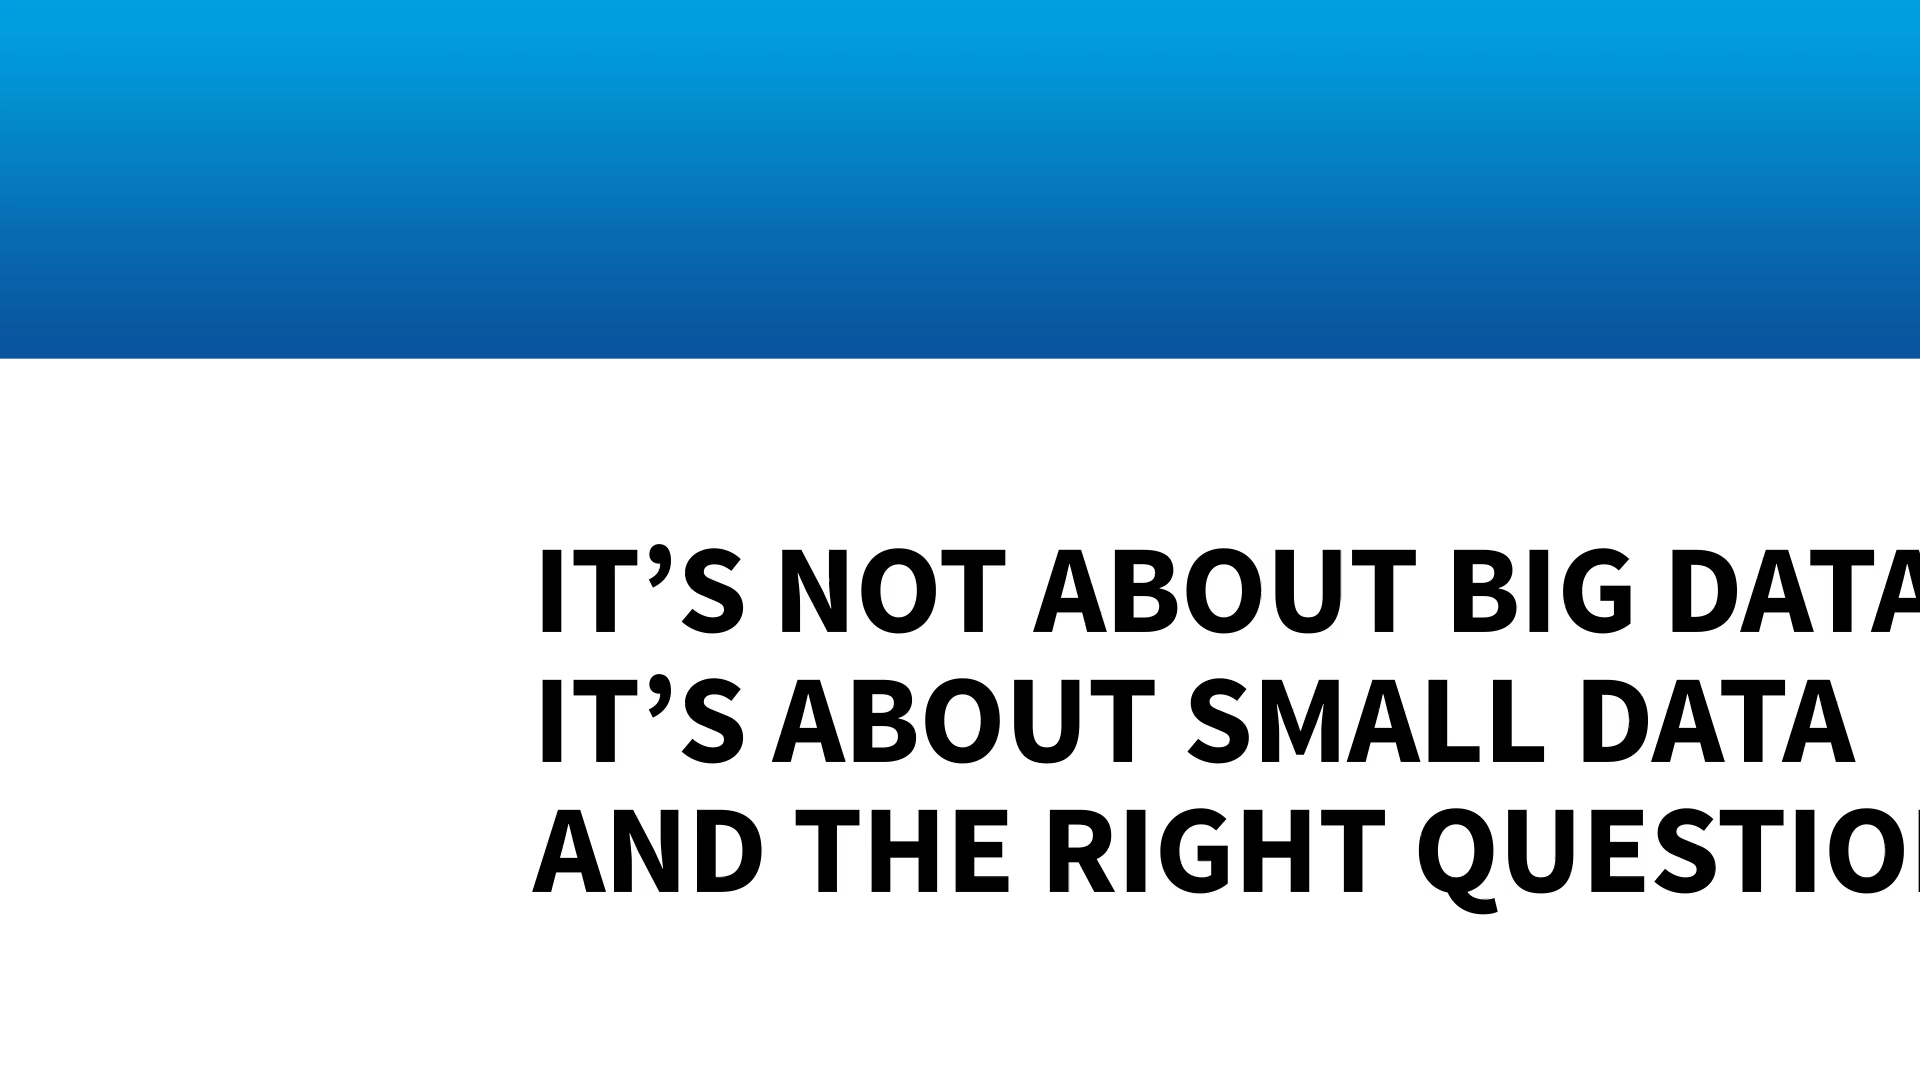 IT’S NOT ABOUT BIG DATA
IT’S ABOUT SMALL DATA
AND THE RIGHT QUESTIO